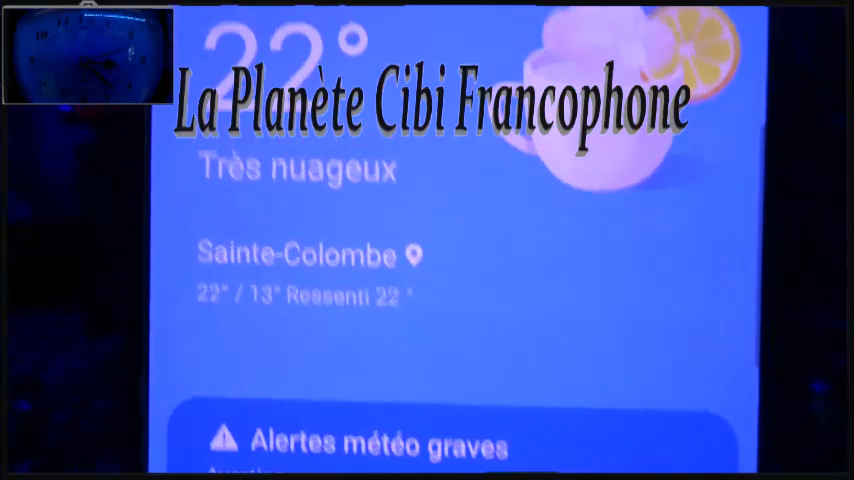 22°
La Planète Cibi Francophone
Très nuageux
Sainte-Colombe
22° / 13° Ressenti 22 °
Alertes météo graves